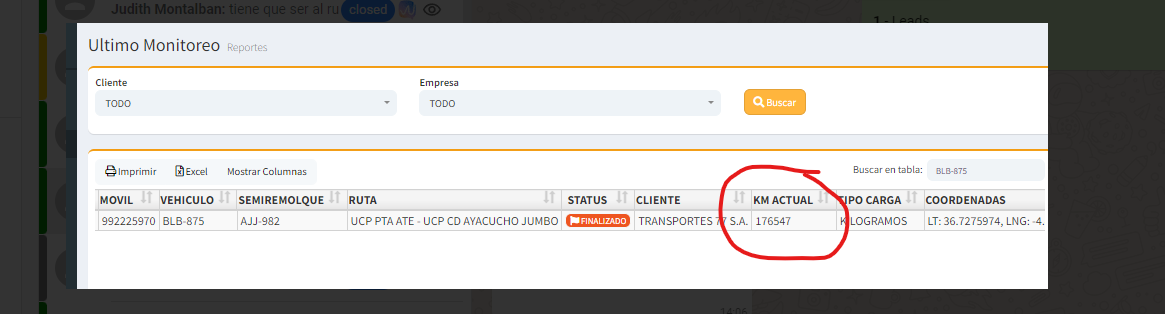 Judith Montalban: tiene que ser al ru closed
1 - Leads
Ultimo Monitoreo Reportes
Cliente Empresa
TODO TODO Buscar
Imprimir Excel Mostrar Columnas Buscar en tabla: BLB-875
MOVIL VEHICULO SEMIREMOLQUE RUTA STATUS CLIENTE KM ACTUAL TIPO CARGA COORDENADAS
992225970 BLB-875 AJJ-982 UCP PTA ATE - UCP CD AYACUCHO JUMBO FINALIZADO TRANSPORTES 77 S.A. 176547 KILOGRAMOS LT: 36.7275974, LNG: -4.